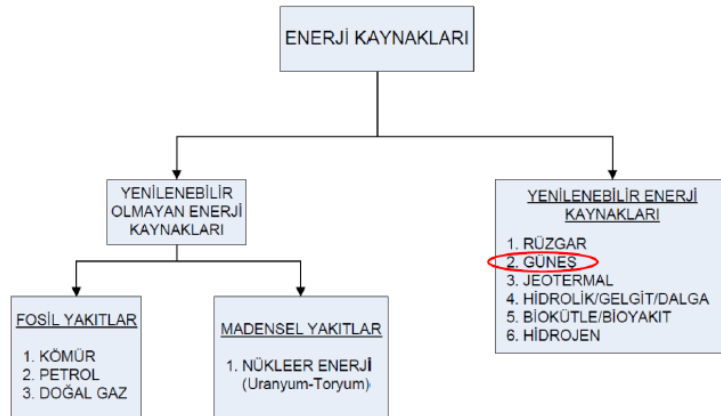 ENERJİ KAYNAKLARI
YENİLENEBİLİR
OLMAYAN ENERJİ
KAYNAKLARI
YENİLENEBİLİR ENERJİ
KAYNAKLARI
1. RÜZGAR
2. GÜNEŞ
3. JEOTERMAL
4. HİDROLİK/GELGİT/DALGA
5. BİOKÜTLE/BİOYAKIT
6. HİDROJEN
FOSİL YAKITLAR
1. KÖMÜR
2. PETROL
3. DOĞAL GAZ
MADENSEL YAKITLAR
1. NÜKLEER ENERJİ
(Uranyum-Toryum)